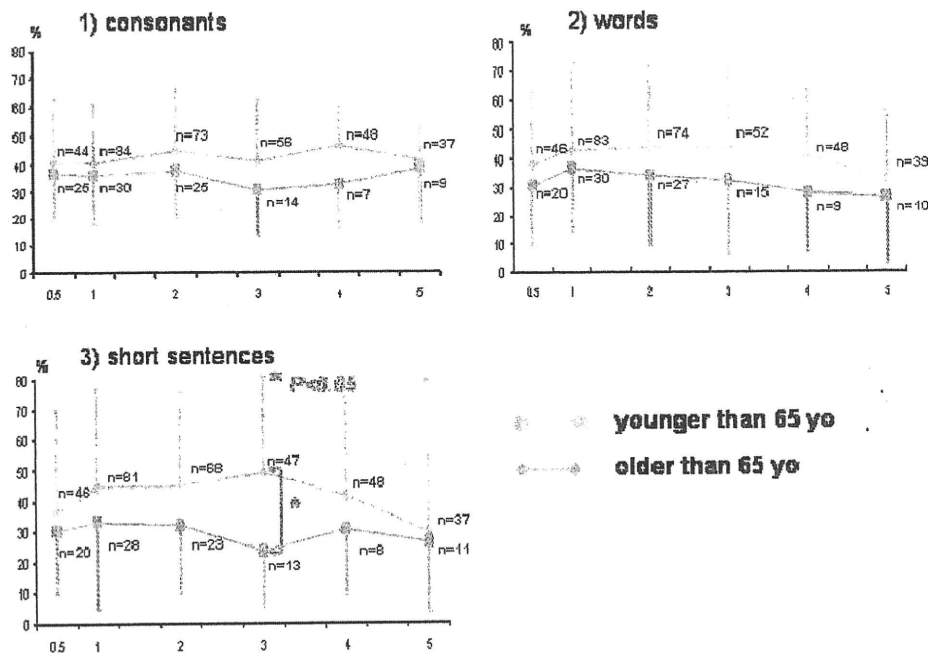 1) consonants
%
80
70
60
50
40
30
20
10
0
n=44
n=84
n=73
n=58
n=48
n=37
n=26
n=30
n=25
n=14
n=7
n=9
0.5
1
2
3
4
5
2) words
%
80
70
60
50
40
30
20
10
0
n=46
n=83
n=74
n=52
n=48
n=39
n=20
n=30
n=27
n=15
n=9
n=10
0.5
1
2
3
4
5
3) short sentences
%
80
70
60
50
40
30
20
10
0
n=46
n=81
n=68
n=47
n=48
n=37
n=20
n=28
n=23
n=13
n=8
n=11
0.5
1
2
3
4
5
younger than 65 yo
older than 65 yo